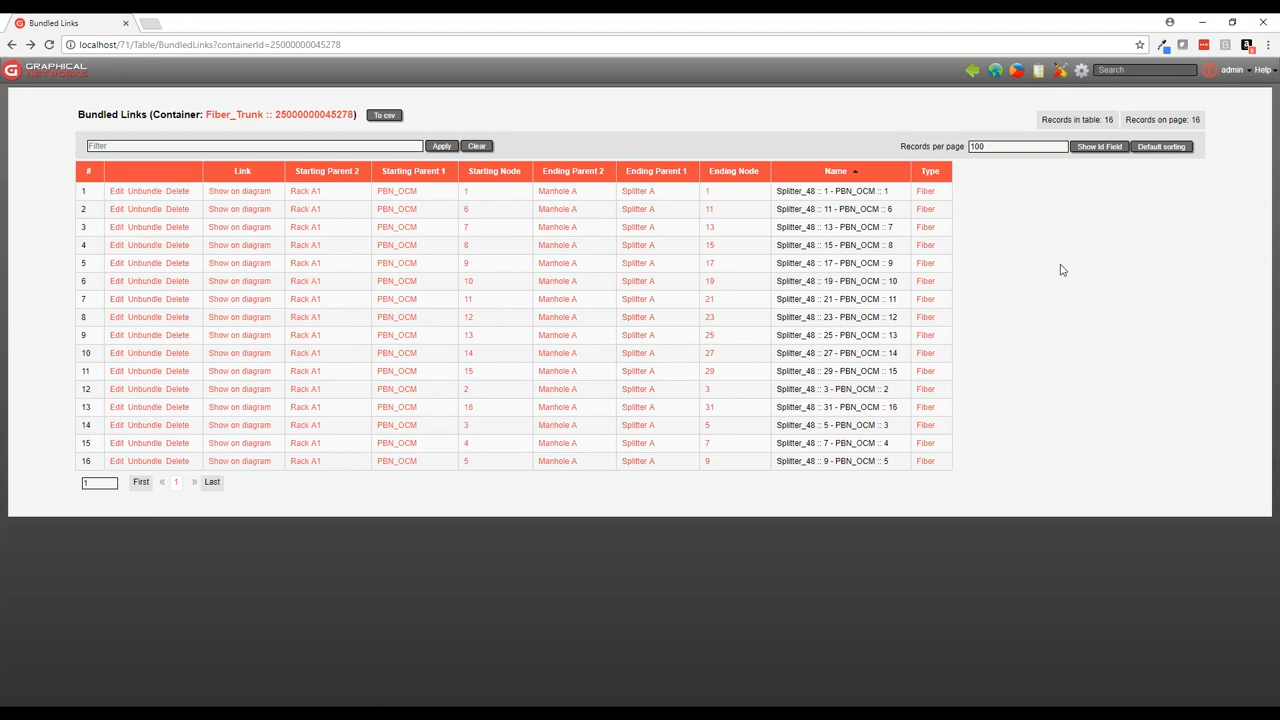 Bundled Links
localhost/71/Table/BundledLinks?containerId=25000000045278
GRAPHICAL NETWORKS
Search
admin
Help
Bundled Links (Container: Fiber_Trunk :: 25000000045278) To csv
Records in table: 16 Records on page: 16
Filter Apply Clear Records per page 100 Show Id Field Default sorting
# Link Starting Parent 2 Starting Parent 1 Starting Node Ending Parent 2 Ending Parent 1 Ending Node Name Type
1 Edit Unbundle Delete Show on diagram Rack A1 PBN_OCM 1 Manhole A Splitter A 1 Splitter_48 :: 1 - PBN_OCM :: 1 Fiber
2 Edit Unbundle Delete Show on diagram Rack A1 PBN_OCM 6 Manhole A Splitter A 11 Splitter_48 :: 11 - PBN_OCM :: 6 Fiber
3 Edit Unbundle Delete Show on diagram Rack A1 PBN_OCM 7 Manhole A Splitter A 13 Splitter_48 :: 13 - PBN_OCM :: 7 Fiber
4 Edit Unbundle Delete Show on diagram Rack A1 PBN_OCM 8 Manhole A Splitter A 15 Splitter_48 :: 15 - PBN_OCM :: 8 Fiber
5 Edit Unbundle Delete Show on diagram Rack A1 PBN_OCM 9 Manhole A Splitter A 17 Splitter_48 :: 17 - PBN_OCM :: 9 Fiber
6 Edit Unbundle Delete Show on diagram Rack A1 PBN_OCM 10 Manhole A Splitter A 19 Splitter_48 :: 19 - PBN_OCM :: 10 Fiber
7 Edit Unbundle Delete Show on diagram Rack A1 PBN_OCM 11 Manhole A Splitter A 21 Splitter_48 :: 21 - PBN_OCM :: 11 Fiber
8 Edit Unbundle Delete Show on diagram Rack A1 PBN_OCM 12 Manhole A Splitter A 23 Splitter_48 :: 23 - PBN_OCM :: 12 Fiber
9 Edit Unbundle Delete Show on diagram Rack A1 PBN_OCM 13 Manhole A Splitter A 25 Splitter_48 :: 25 - PBN_OCM :: 13 Fiber
10 Edit Unbundle Delete Show on diagram Rack A1 PBN_OCM 14 Manhole A Splitter A 27 Splitter_48 :: 27 - PBN_OCM :: 14 Fiber
11 Edit Unbundle Delete Show on diagram Rack A1 PBN_OCM 15 Manhole A Splitter A 29 Splitter_48 :: 29 - PBN_OCM :: 15 Fiber
12 Edit Unbundle Delete Show on diagram Rack A1 PBN_OCM 2 Manhole A Splitter A 3 Splitter_48 :: 3 - PBN_OCM :: 2 Fiber
13 Edit Unbundle Delete Show on diagram Rack A1 PBN_OCM 16 Manhole A Splitter A 31 Splitter_48 :: 31 - PBN_OCM :: 16 Fiber
14 Edit Unbundle Delete Show on diagram Rack A1 PBN_OCM 3 Manhole A Splitter A 5 Splitter_48 :: 5 - PBN_OCM :: 3 Fiber
15 Edit Unbundle Delete Show on diagram Rack A1 PBN_OCM 4 Manhole A Splitter A 7 Splitter_48 :: 7 - PBN_OCM :: 4 Fiber
16 Edit Unbundle Delete Show on diagram Rack A1 PBN_OCM 5 Manhole A Splitter A 9 Splitter_48 :: 9 - PBN_OCM :: 5 Fiber
1 First « 1 » Last